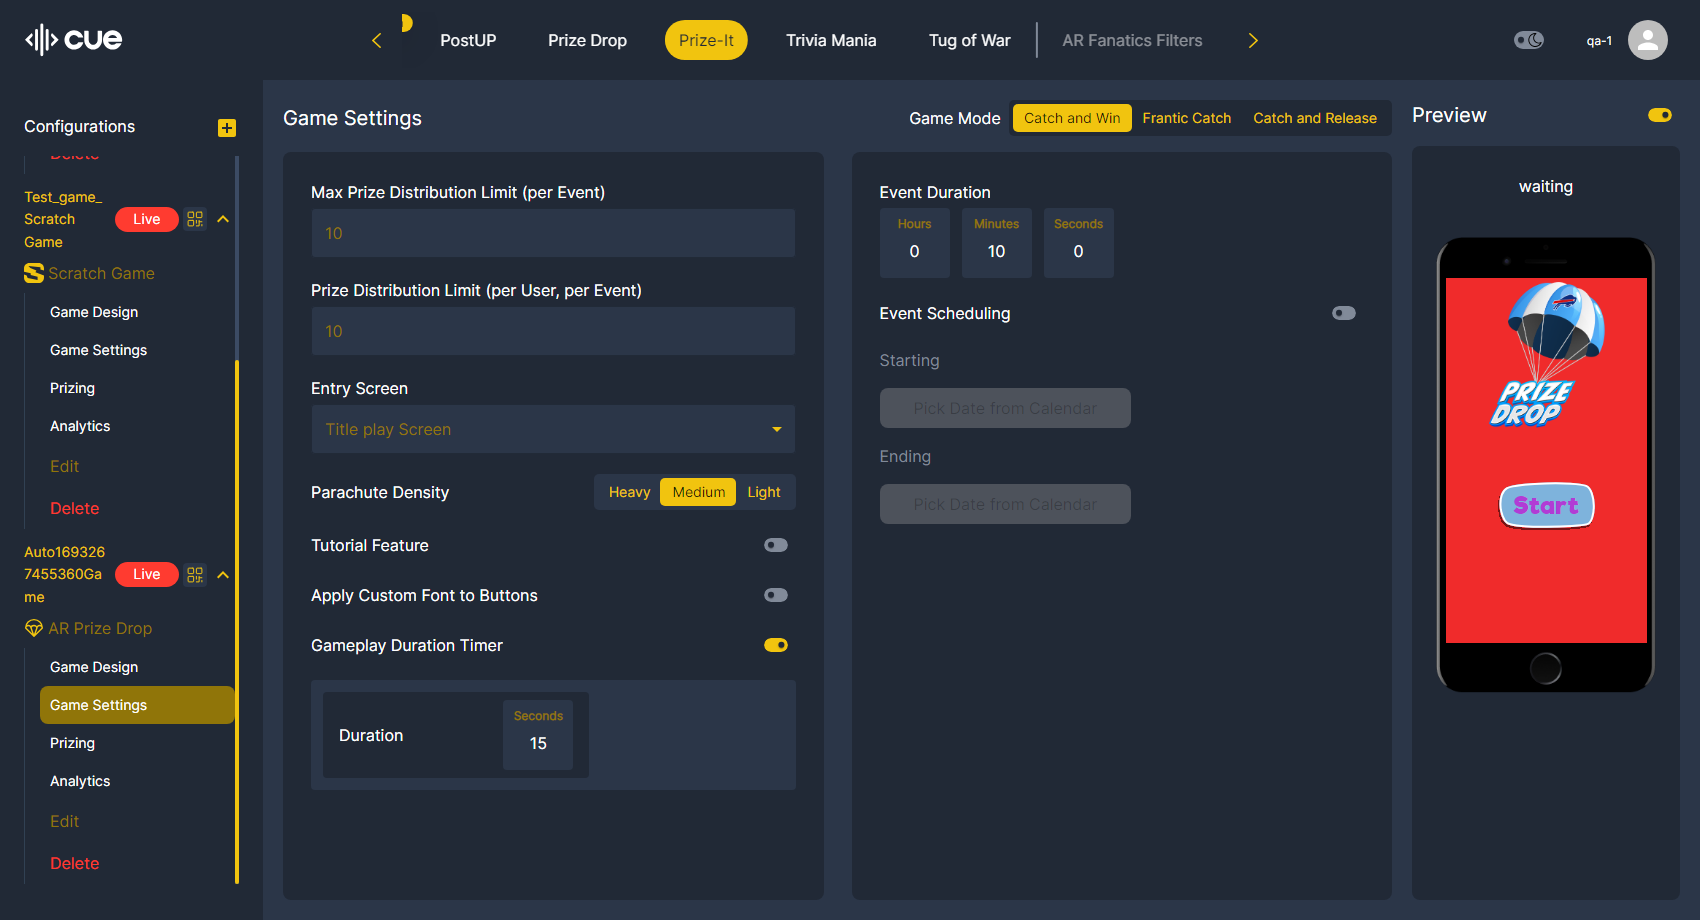 cue
PostUP
Prize Drop
Prize-It
Trivia Mania
Tug of War
AR Fanatics Filters
qa-1
Configurations
Delete
Test_game_
Scratch
Game
Live
Scratch Game
Game Design
Game Settings
Prizing
Analytics
Edit
Delete
Auto169326
7455360Ga
me
Live
AR Prize Drop
Game Design
Game Settings
Prizing
Analytics
Edit
Delete
Game Settings
Game Mode
Catch and Win
Frantic Catch
Catch and Release
Max Prize Distribution Limit (per Event)
10
Prize Distribution Limit (per User, per Event)
10
Entry Screen
Title play Screen
Parachute Density
Heavy
Medium
Light
Tutorial Feature
Apply Custom Font to Buttons
Gameplay Duration Timer
Duration
Seconds
15
Event Duration
Hours
0
Minutes
10
Seconds
0
Event Scheduling
Starting
Pick Date from Calendar
Ending
Pick Date from Calendar
Preview
waiting
PRIZE
DROP
Start